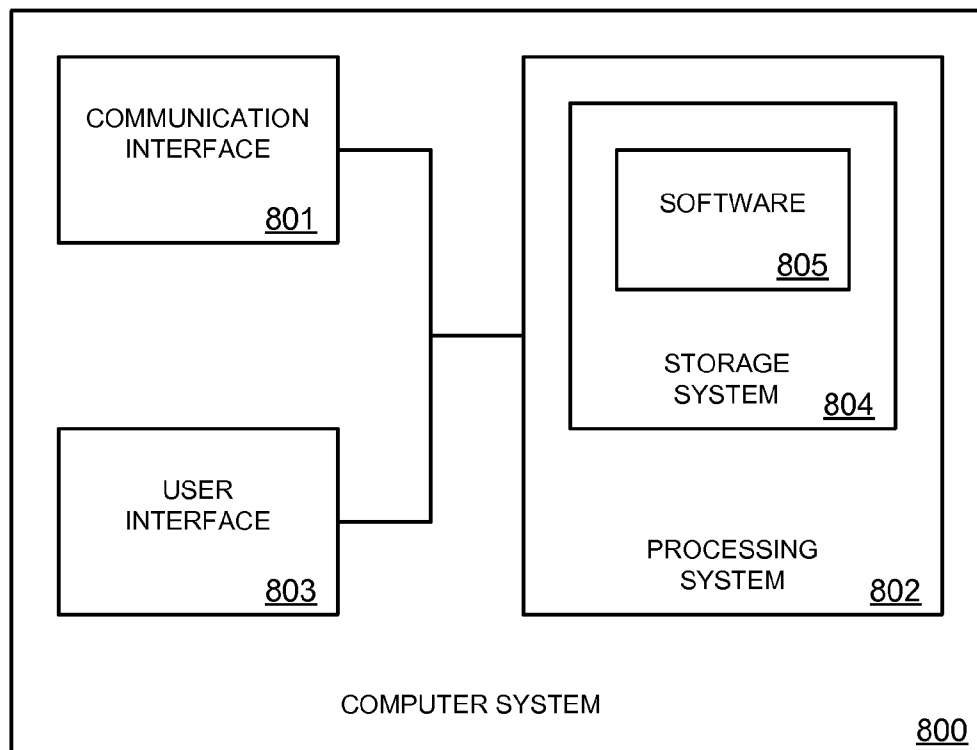 COMMUNICATION
INTERFACE
801
SOFTWARE
805
STORAGE
SYSTEM
804
USER
INTERFACE
803
PROCESSING
SYSTEM
802
COMPUTER SYSTEM
800